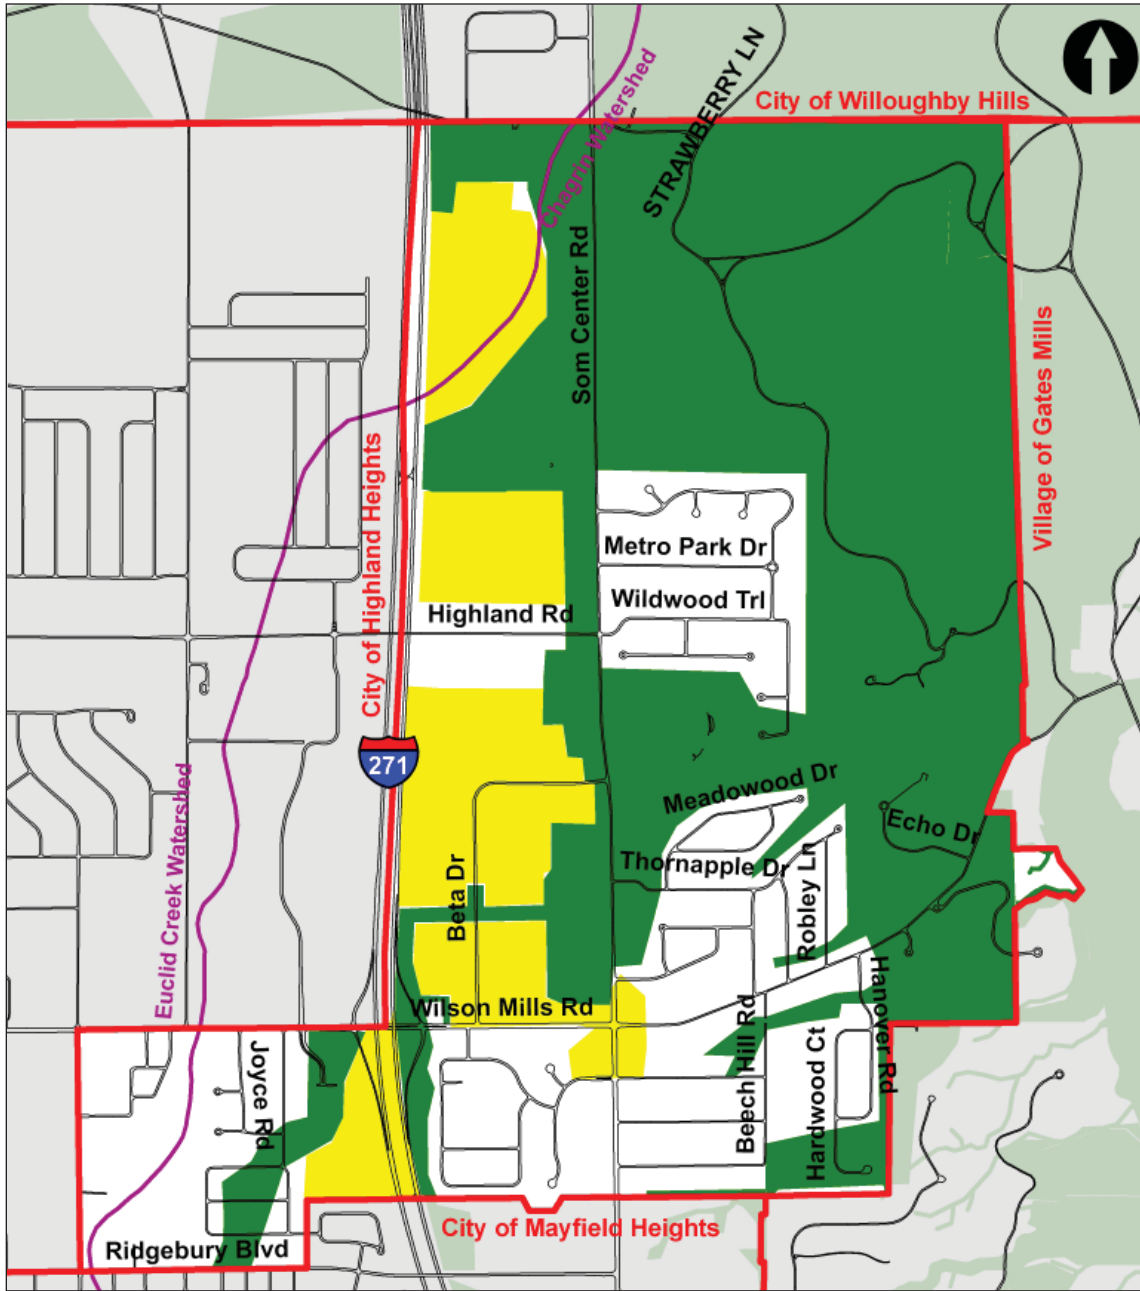 City of Willoughby Hills
STRAWBERRY LN
Chagrin Watershed
Som Center Rd
Village of Gates Mills
City of Highland Heights
Metro Park Dr
Wildwood Trl
Highland Rd
271
Meadowood Dr
Echo Dr
Thornapple Dr
Robley Ln
Beta Dr
Euclid Creek Watershed
Wilson Mills Rd
Hanover Rd
Beech Hill Rd
Hardwood Ct
Joyce Rd
City of Mayfield Heights
Ridgebury Blvd